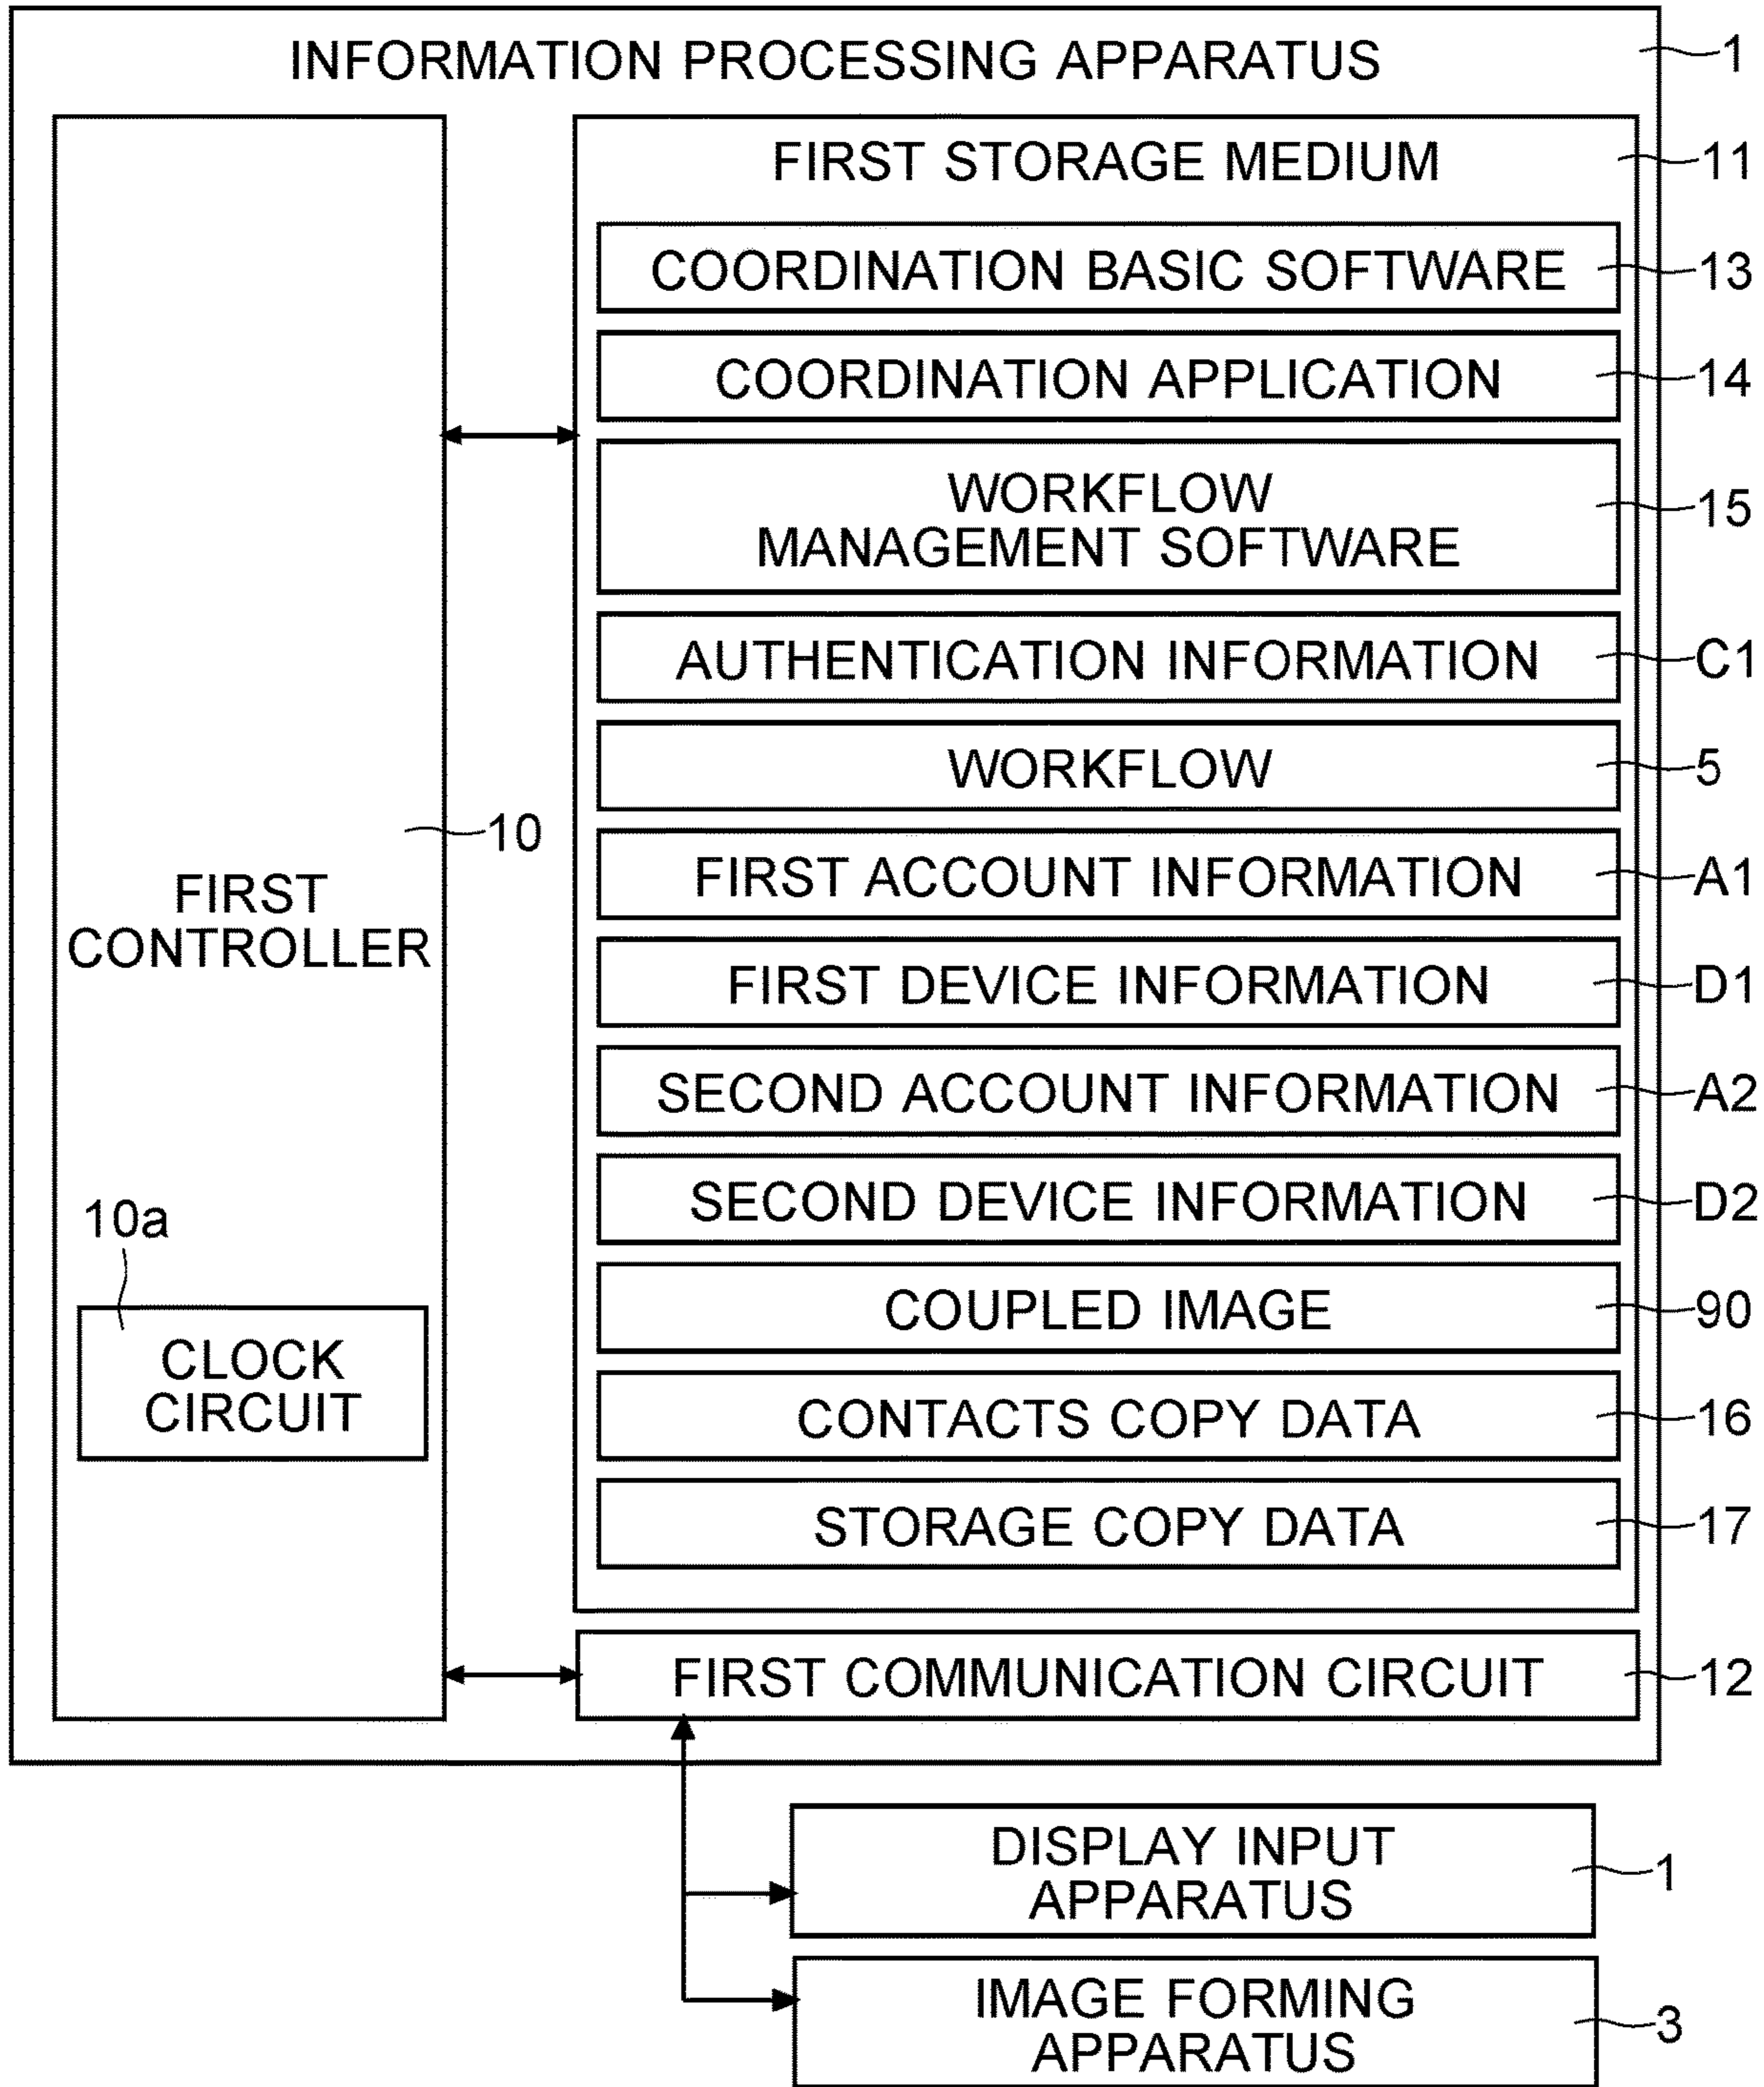 INFORMATION PROCESSING APPARATUS
1
FIRST STORAGE MEDIUM
11
COORDINATION BASIC SOFTWARE
13
COORDINATION APPLICATION
14
WORKFLOW
MANAGEMENT SOFTWARE
15
AUTHENTICATION INFORMATION
C1
WORKFLOW
5
10
FIRST
CONTROLLER
FIRST ACCOUNT INFORMATION
A1
FIRST DEVICE INFORMATION
D1
SECOND ACCOUNT INFORMATION
A2
SECOND DEVICE INFORMATION
D2
10a
CLOCK
CIRCUIT
COUPLED IMAGE
90
CONTACTS COPY DATA
16
STORAGE COPY DATA
17
FIRST COMMUNICATION CIRCUIT
12
DISPLAY INPUT
APPARATUS
1
IMAGE FORMING
APPARATUS
3